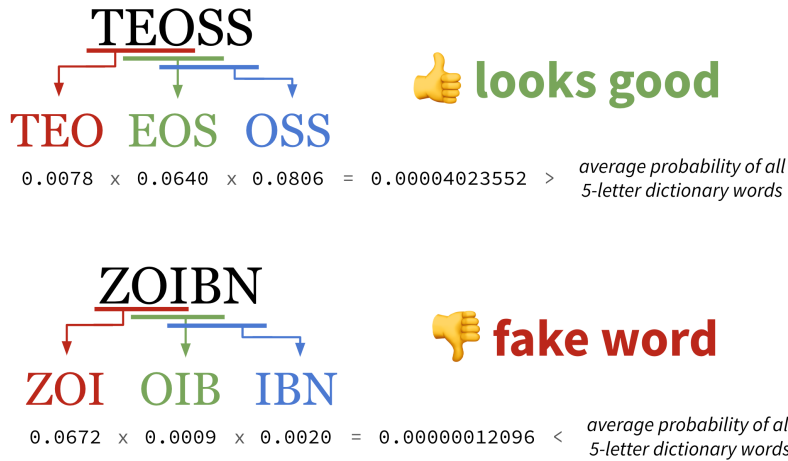 TEOSS
👍 looks good
TEO EOS OSS
0.0078 x 0.0640 x 0.0806 = 0.00004023552 >
average probability of all
5-letter dictionary words
ZOIBN
👎 fake word
ZOI OIB IBN
0.0672 x 0.0009 x 0.0020 = 0.00000012096 <
average probability of al
5-letter dictionary words